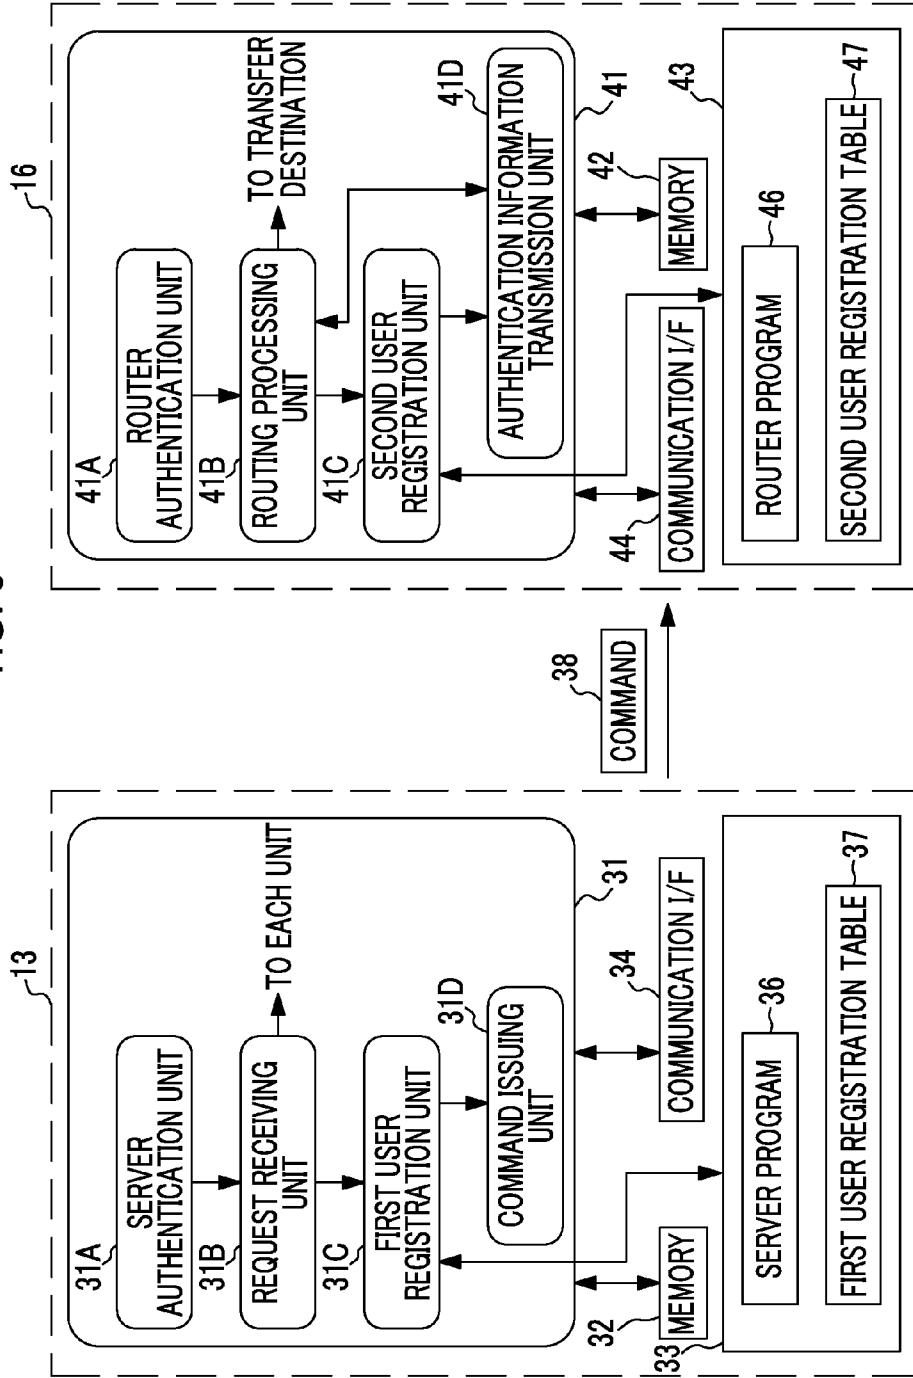 13
31A
SERVER
AUTHENTICATION UNIT
31B
REQUEST RECEIVING
UNIT
TO EACH UNIT
31C
FIRST USER
REGISTRATION UNIT
31D
COMMAND ISSUING
UNIT
31
32
MEMORY
34
COMMUNICATION I/F
33
SERVER PROGRAM
36
FIRST USER REGISTRATION TABLE
37
38
COMMAND
16
41A
ROUTER
AUTHENTICATION UNIT
41B
ROUTING PROCESSING
UNIT
TO TRANSFER
DESTINATION
41C
SECOND USER
REGISTRATION UNIT
41D
AUTHENTICATION INFORMATION
TRANSMISSION UNIT
41
44
COMMUNICATION I/F
42
MEMORY
43
ROUTER PROGRAM
46
SECOND USER REGISTRATION TABLE
47